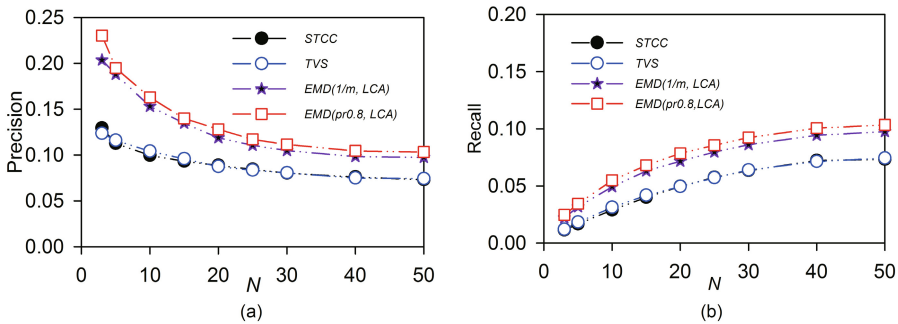 (a)
Precision
0.25
0.20
0.15
0.10
0.05
0.00
STCC
TVS
EMD(1/m, LCA)
EMD(pr0.8, LCA)
0 10 20 30 40 50
N
(b)
Recall
0.20
0.15
0.10
0.05
0.00
STCC
TVS
EMD(1/m, LCA)
EMD(pr0.8,LCA)
0 10 20 30 40 50
N